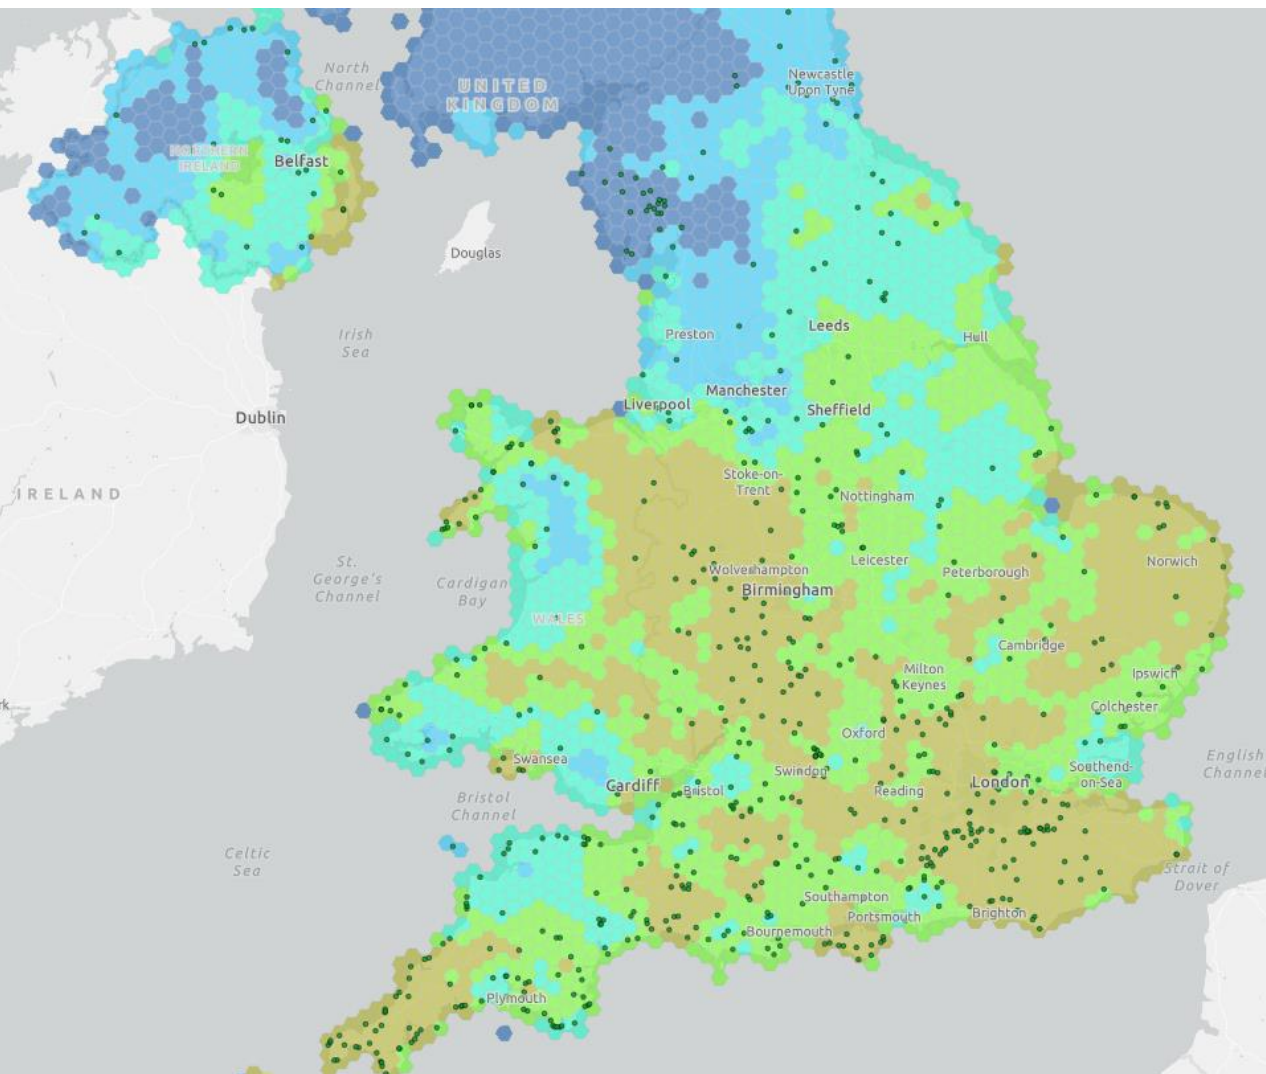 North
Channel
UNITED
KINGDOM
Newcastle
Upon Tyne
NORTHERN
IRELAND
Belfast
Douglas
Irish
Sea
Preston
Leeds
Hull
Manchester
Liverpool
Sheffield
Dublin
Stoke-on-
Trent
Nottingham
IRELAND
St.
George's
Channel
Cardigan
Bay
Wolverhampton
Birmingham
Leicester
Peterborough
Norwich
WALES
Cambridge
Milton
Keynes
Ipswich
Colchester
rk
Oxford
Swansea
Swindon
Cardiff
Bristol
Reading
London
Southend-
on-Sea
English
Channel
Bristol
Channel
Celtic
Sea
Strait of
Dover
Southampton
Portsmouth
Brighton
Bournemouth
Plymouth